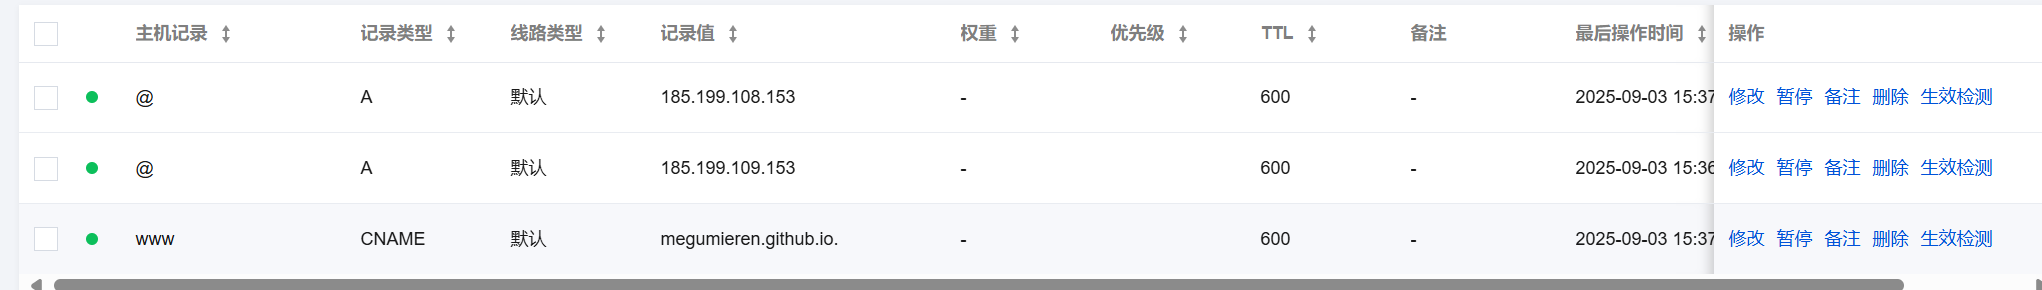 主机记录 记录类型 线路类型 记录值 权重 优先级 TTL 备注 最后操作时间 操作
@ A 默认 185.199.108.153 - 600 - 2025-09-03 15:37 修改 暂停 备注 删除 生效检测
@ A 默认 185.199.109.153 - 600 - 2025-09-03 15:36 修改 暂停 备注 删除 生效检测
www CNAME 默认 megumieren.github.io. - 600 - 2025-09-03 15:37 修改 暂停 备注 删除 生效检测